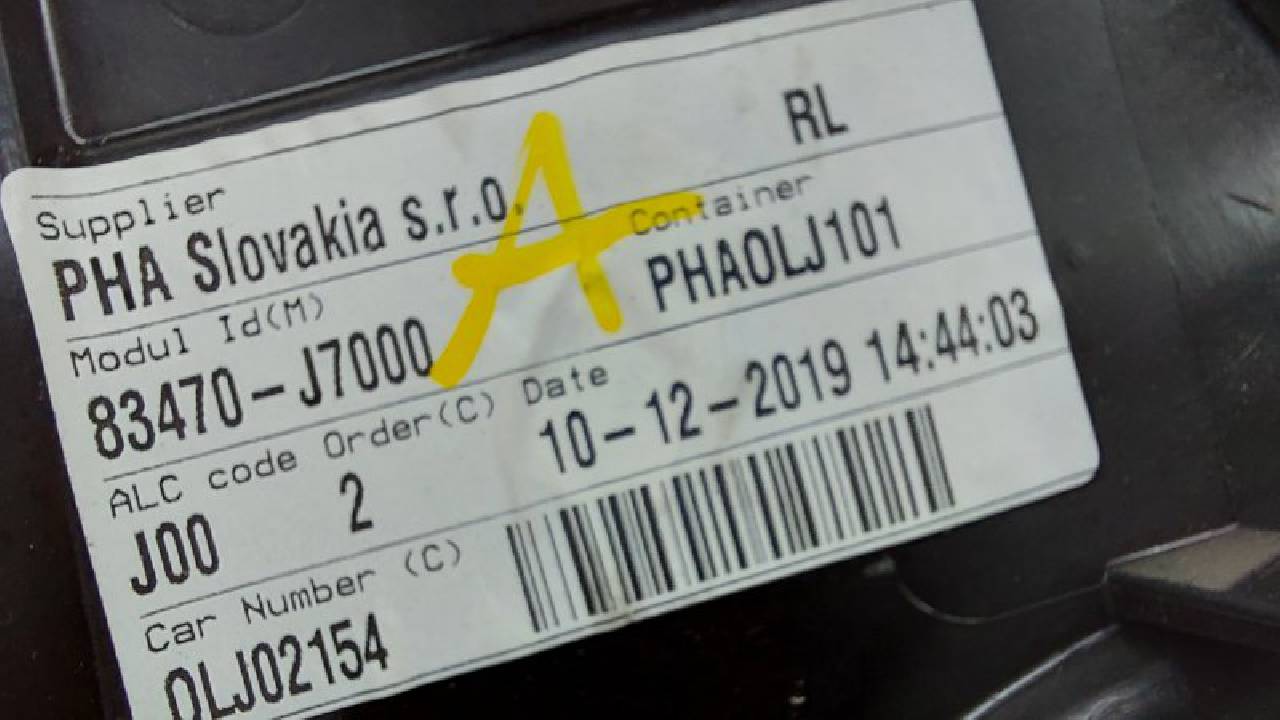 RL
Supplier
PHA Slovakia s.r.o.
Container
PHAOLJ101
Modul Id(M)
83470-J7000
A
Date
10-12-2019 14:44:03
ALC code Order(C)
J00 2
Car Number (C)
OLJ02154